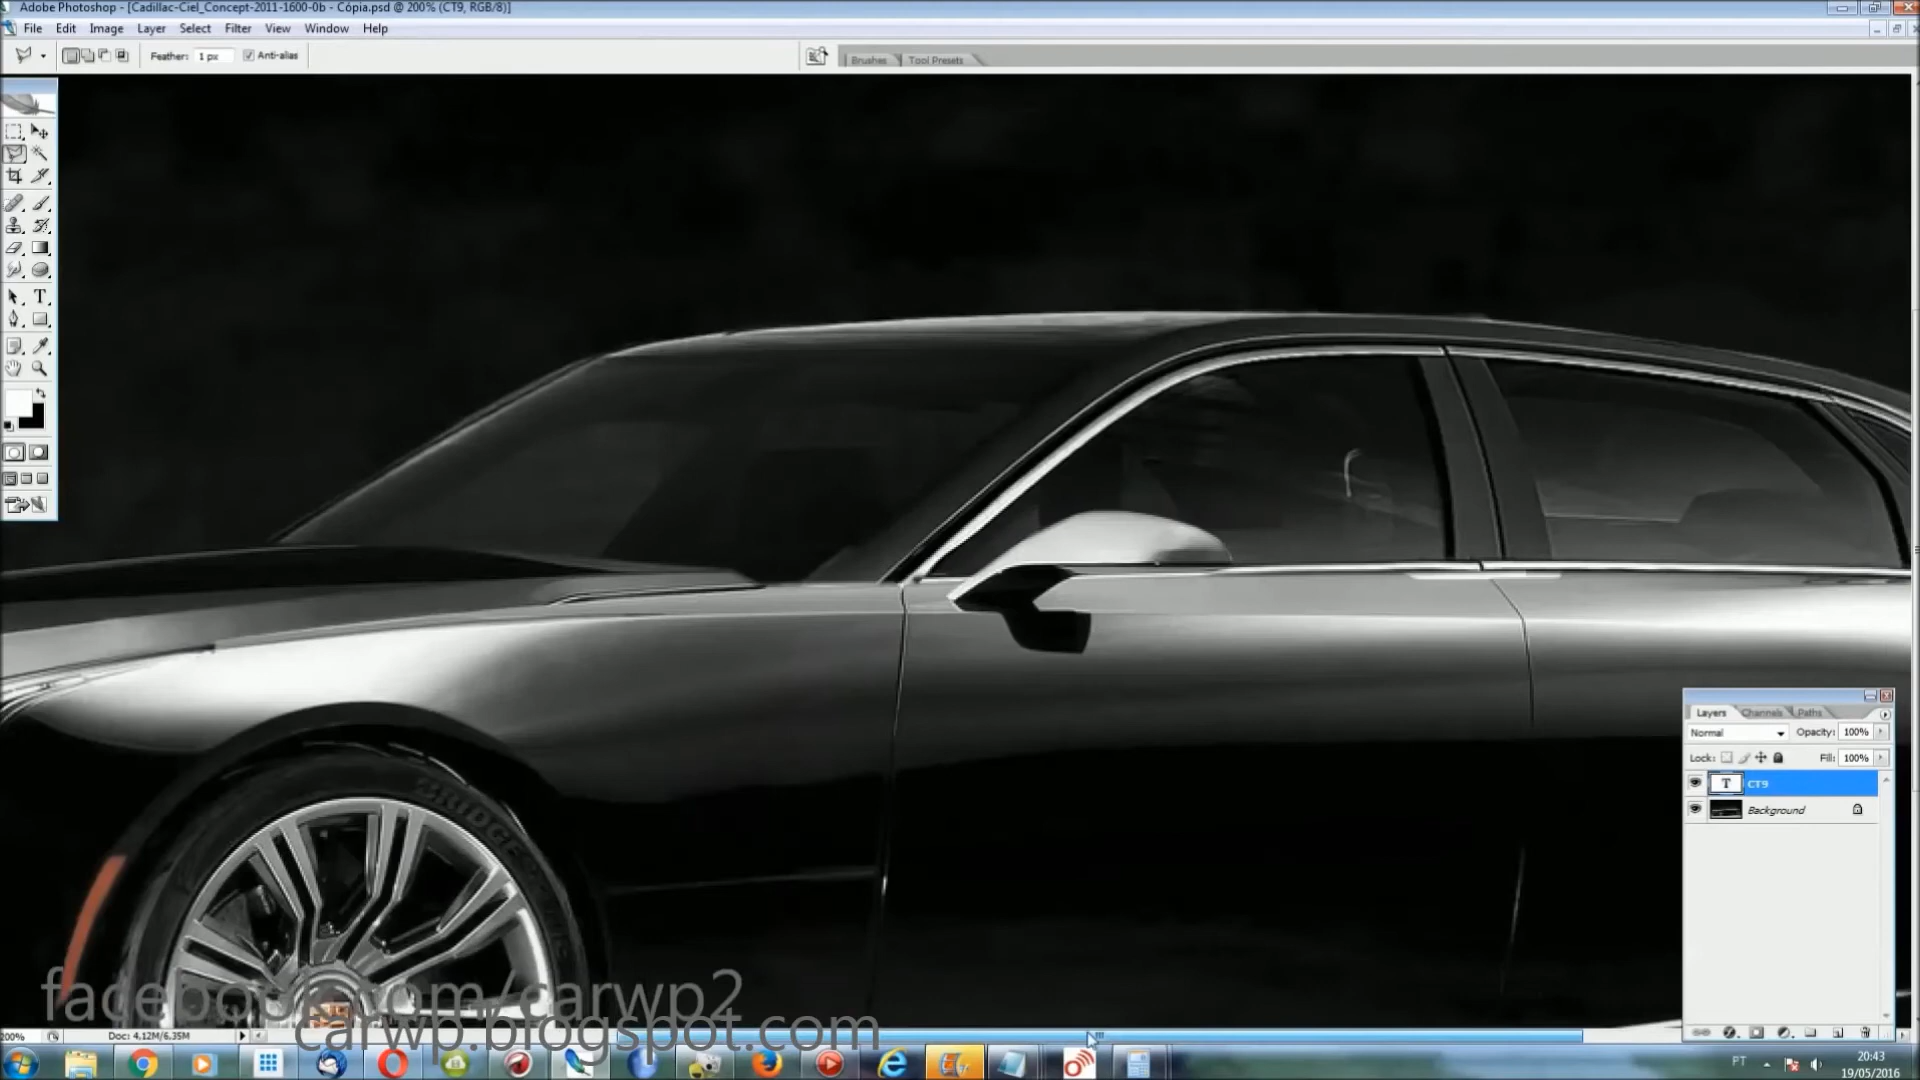 Adobe Photoshop - [Cadillac-Ciel_Concept-2011-1600-0b - Cópia.psd @ 200% (CT9, RGB/8)]
File Edit Image Layer Select Filter View Window Help
Feather: 1 px Anti-alias
Brushes Tool Presets
Layers Channels Paths
Normal Opacity: 100%
Lock: Fill: 100%
T CT9
Background
facebook.com/carwp2
carwp.blogspot.com
200% Doc: 4.12M/6.35M
PT 20:43
19/05/2016